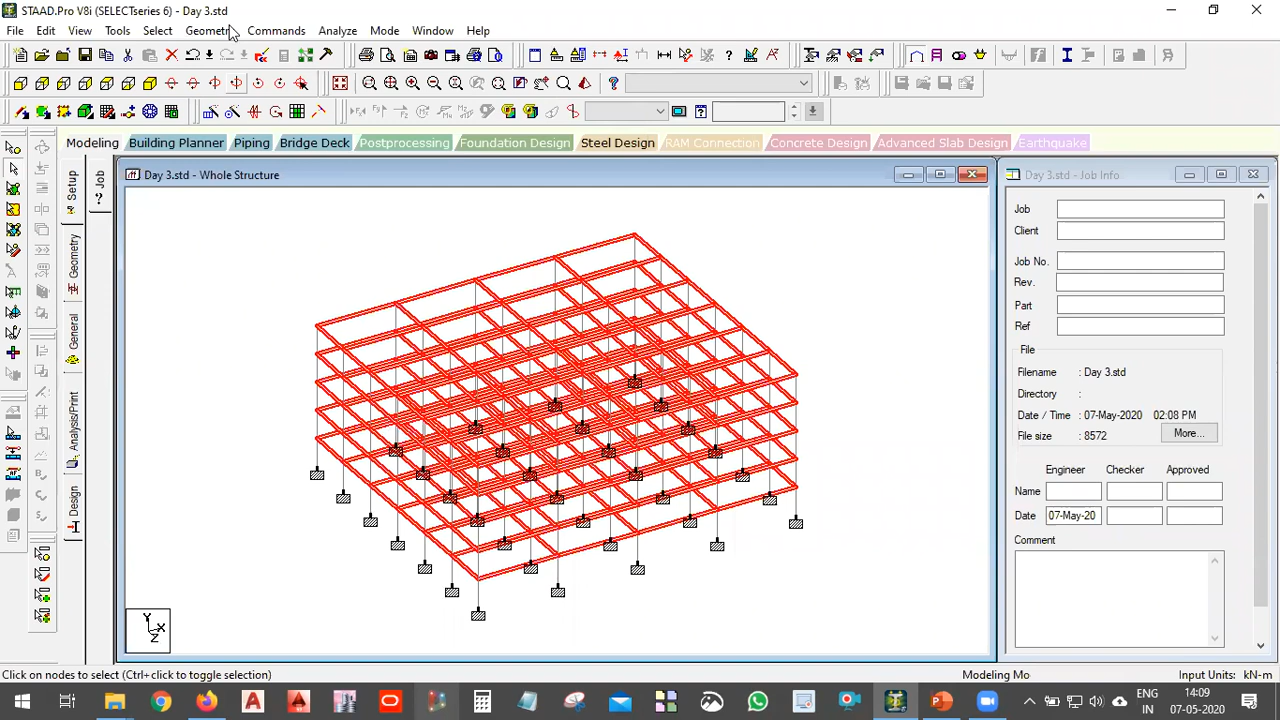 STAAD.Pro V8i (SELECTseries 6) - Day 3.std
File Edit View Tools Select Geometry Commands Analyze Mode Window Help
Modeling Building Planner Piping Bridge Deck Postprocessing Foundation Design Steel Design RAM Connection Concrete Design Advanced Slab Design Earthquake
Setup
Geometry
General
Analysis/Print
Design
Job
Day 3.std - Whole Structure
Y
X
Z
Day 3.std - Job Info
Job
Client
Job No.
Rev.
Part
Ref
File
Filename : Day 3.std
Directory :
Date / Time : 07-May-2020 02:08 PM
File size : 8572 More...
Engineer Checker Approved
Name
Date 07-May-20
Comment
Click on nodes to select (Ctrl+click to toggle selection) Modeling Mo Input Units: kN-m
ENG 14:09
IN 07-05-2020